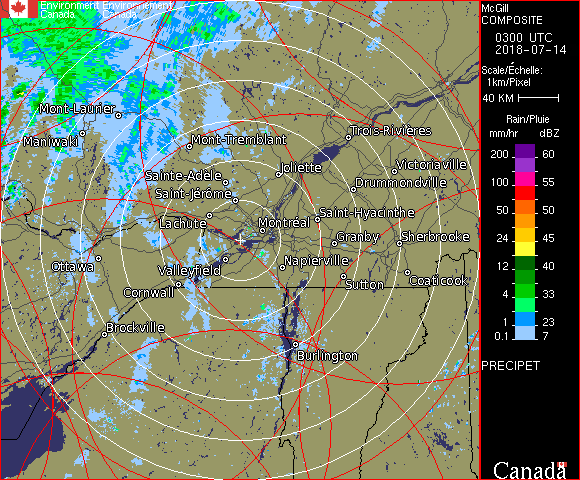 Environment Environnement
Canada Canada
McGill
COMPOSITE
0300 UTC
2018-07-14
Scale/Échelle:
1km/Pixel
40 KM
Rain/Pluie
mm/hr dBZ
200 60
100 55
50 50
24 45
12 40
4 33
1 23
0.1 7
PRECIPET
Canada
Mont-Laurier
Maniwaki
Mont-Tremblant
Trois-Rivières
Joliette
Victoriaville
Sainte-Adèle
Drummondville
Saint-Jérôme
Saint-Hyacinthe
Lachute
Montréal
Granby
Sherbrooke
Ottawa
Valleyfield
Napierville
Cornwall
Sutton
Coaticook
Brockville
Burlington